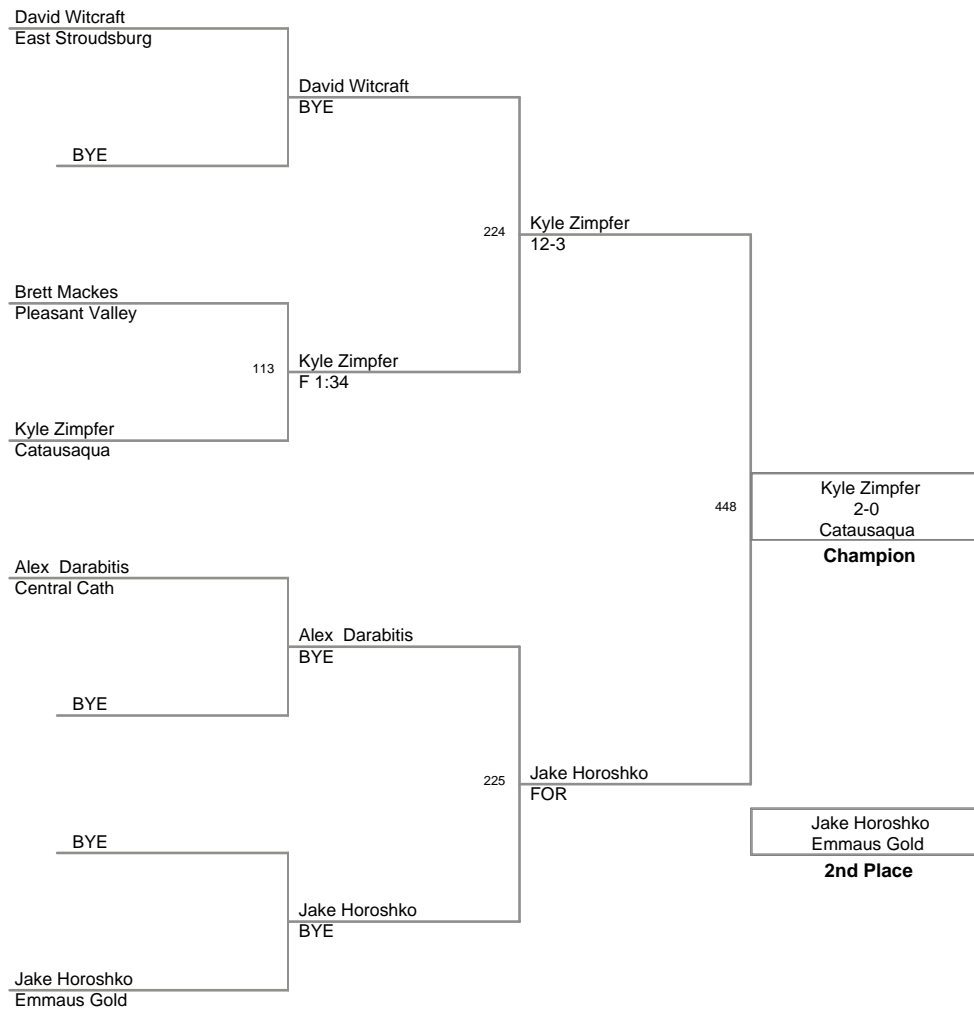 David Witcraft
East Stroudsburg
David Witcraft
BYE
BYE
224
Kyle Zimpfer
12-3
Brett Mackes
Pleasant Valley
113
Kyle Zimpfer
F 1:34
Kyle Zimpfer
Catausaqua
448
Kyle Zimpfer
2-0
Catausaqua
Champion
Alex  Darabitis
Central Cath
Alex  Darabitis
BYE
BYE
225
Jake Horoshko
FOR
Jake Horoshko
Emmaus Gold
2nd Place
BYE
Jake Horoshko
BYE
Jake Horoshko
Emmaus Gold